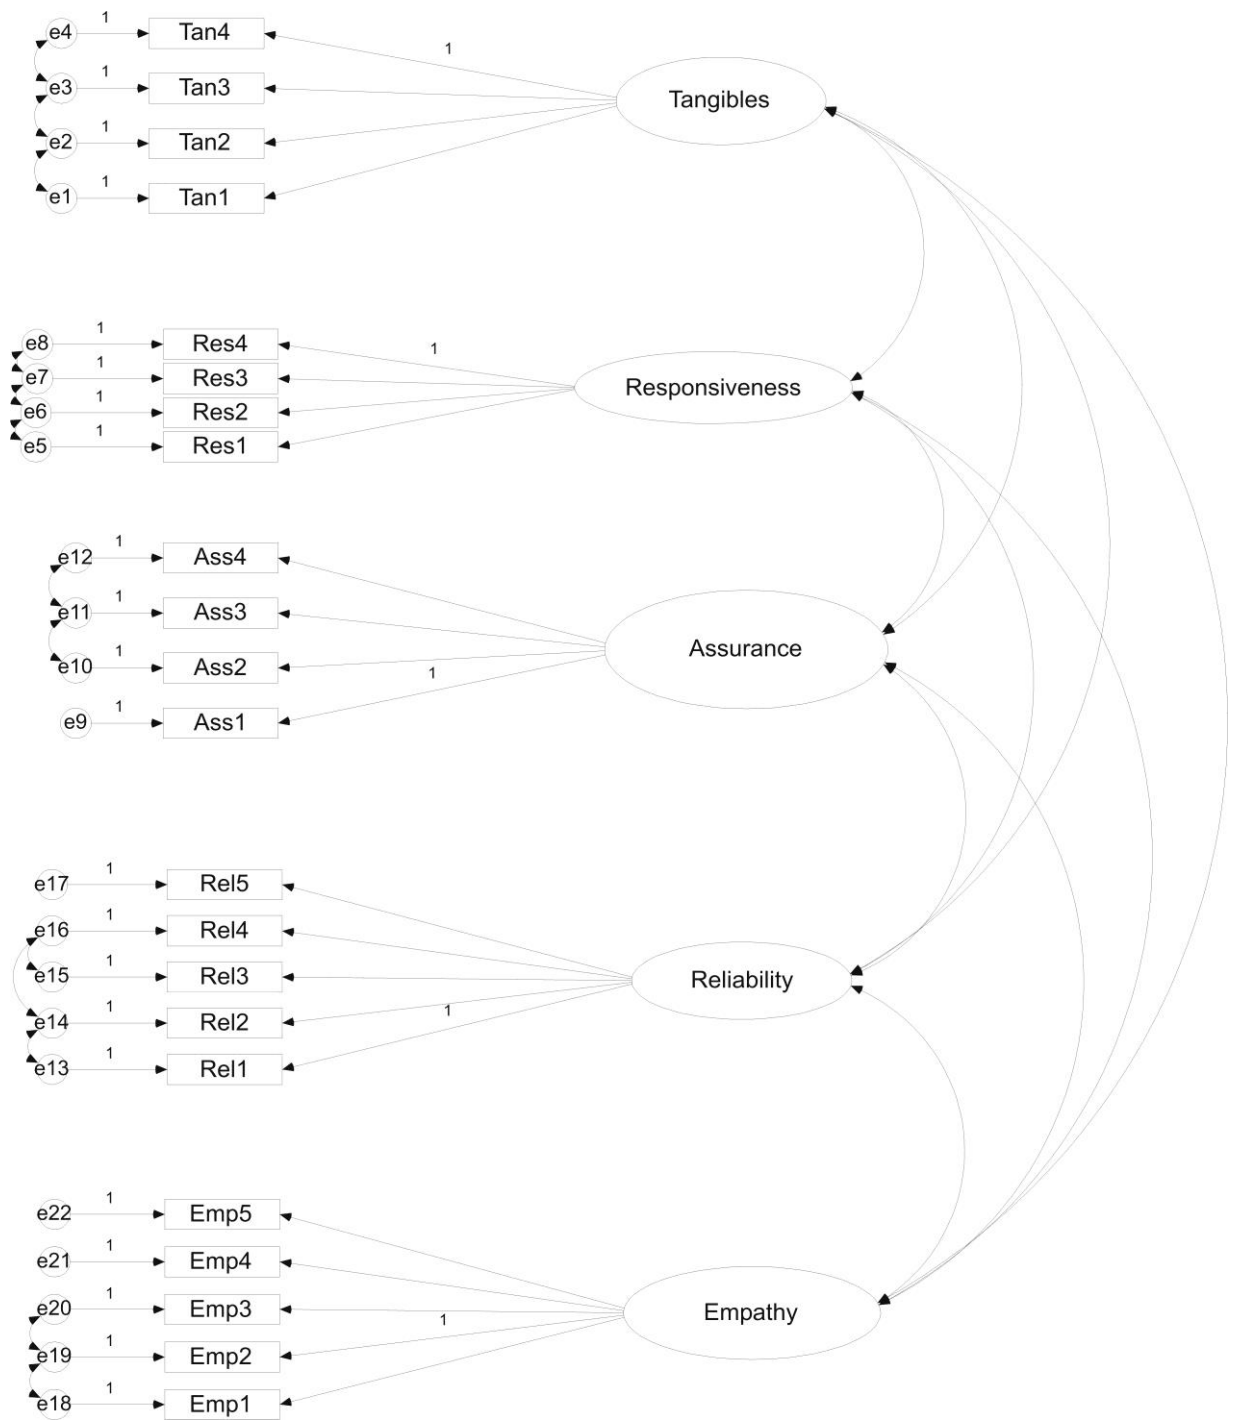 e4 1 Tan4
1
e3 1 Tan3
Tangibles
e2 1 Tan2
e1 1 Tan1
e8 1 Res4
1
e7 1 Res3
Responsiveness
e6 1 Res2
e5 1 Res1
e12 1 Ass4
e11 1 Ass3
Assurance
e10 1 Ass2
1
e9 1 Ass1
e17 1 Rel5
e16 1 Rel4
e15 1 Rel3
Reliability
e14 1 Rel2
1
e13 1 Rel1
e22 1 Emp5
e21 1 Emp4
e20 1 Emp3
Empathy
1
e19 1 Emp2
e18 1 Emp1